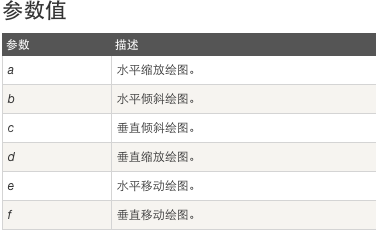 参数值
参数 描述
a 水平缩放绘图。
b 水平倾斜绘图。
c 垂直倾斜绘图。
d 垂直缩放绘图。
e 水平移动绘图。
f 垂直移动绘图。